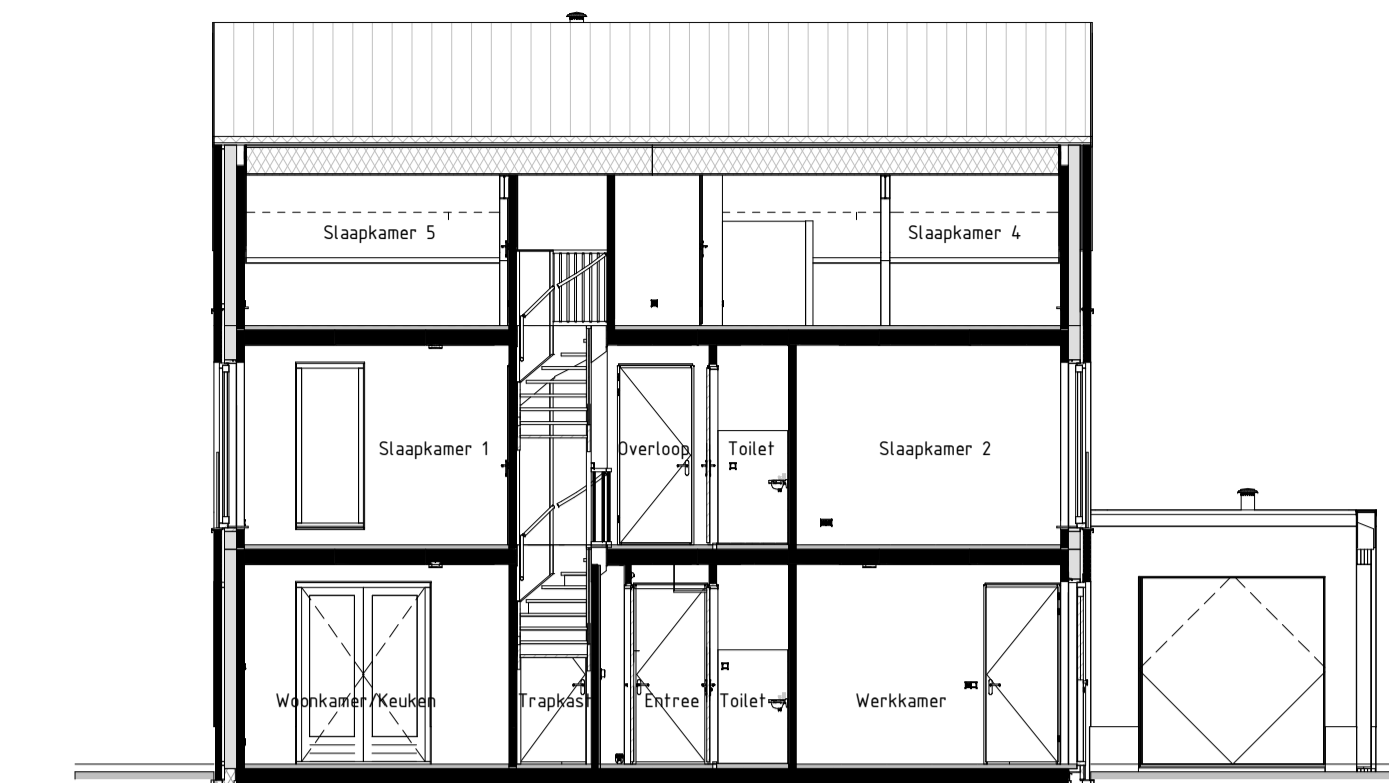 Slaapkamer 5
Slaapkamer 4
Slaapkamer 1
Overloop
Toilet
Slaapkamer 2
Woonkamer/Keuken
Trapkast
Entree
Toilet
Werkkamer